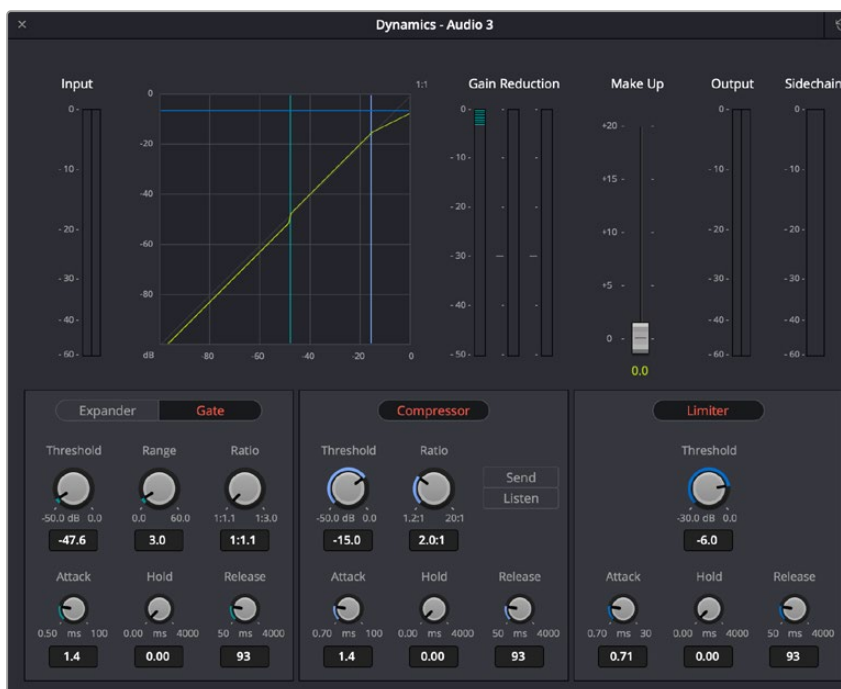 Dynamics - Audio 3
Input
Gain Reduction
Make Up
Output
Sidechain
0
-10
-20
-30
-40
-60
0
-20
-40
-60
-80
dB
-80
-60
-40
-20
0
1:1
0
-10
-20
-30
-40
-50
+20
+15
+10
+5
0
0.0
0
-10
-20
-30
-40
-60
0
-10
-20
-30
-40
-60
Expander Gate
Threshold Range Ratio
-50.0 dB 0.0 0.0 60.0 1:1.1 1:3.0
-47.6 3.0 1:1.1
Attack Hold Release
0.50 ms 100 0.00 ms 4000 50 ms 4000
1.4 0.00 93
Compressor
Threshold Ratio
Send
Listen
-50.0 dB 0.0 1.2:1 20:1
-15.0 2.0:1
Attack Hold Release
0.70 ms 100 0.00 ms 4000 50 ms 4000
1.4 0.00 93
Limiter
Threshold
-30.0 dB 0.0
-6.0
Attack Hold Release
0.70 ms 30 0.00 ms 4000 50 ms 4000
0.71 0.00 93